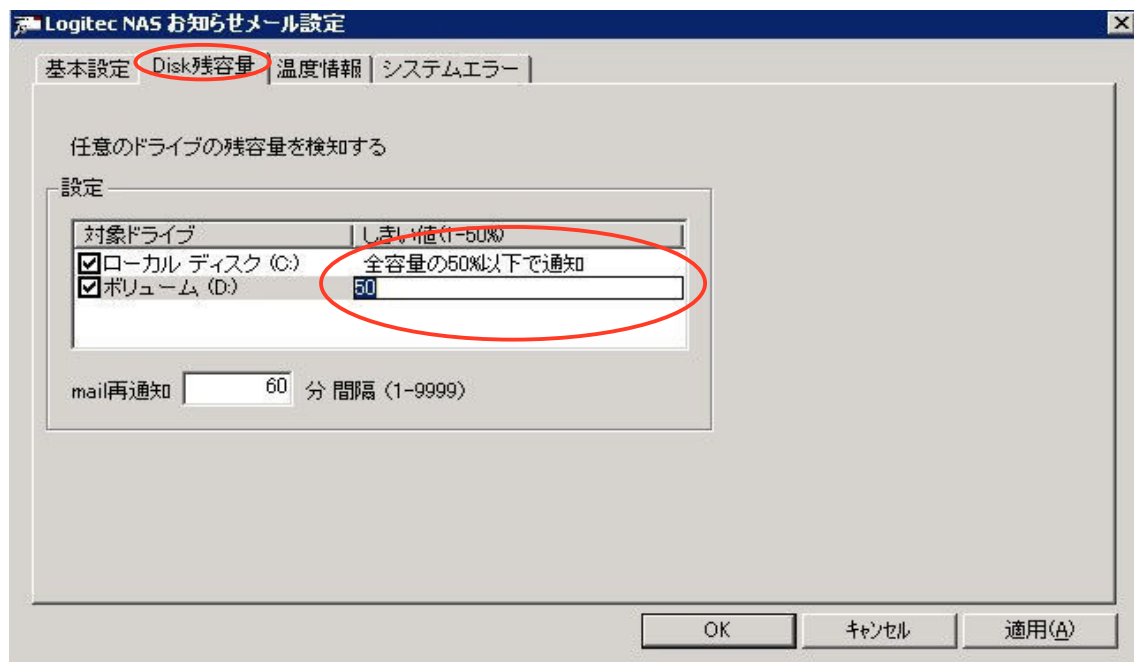 Logitec NAS お知らせメール設定
基本設定 Disk残容量 温度情報 システムエラー
任意のドライブの残容量を検知する
設定
対象ドライブ しきい値(1-50%)
ローカル ディスク (C:) 全容量の50%以下で通知
ボリューム (D:) 50
mail再通知 60 分 間隔 (1-9999)
OK キャンセル 適用(A)